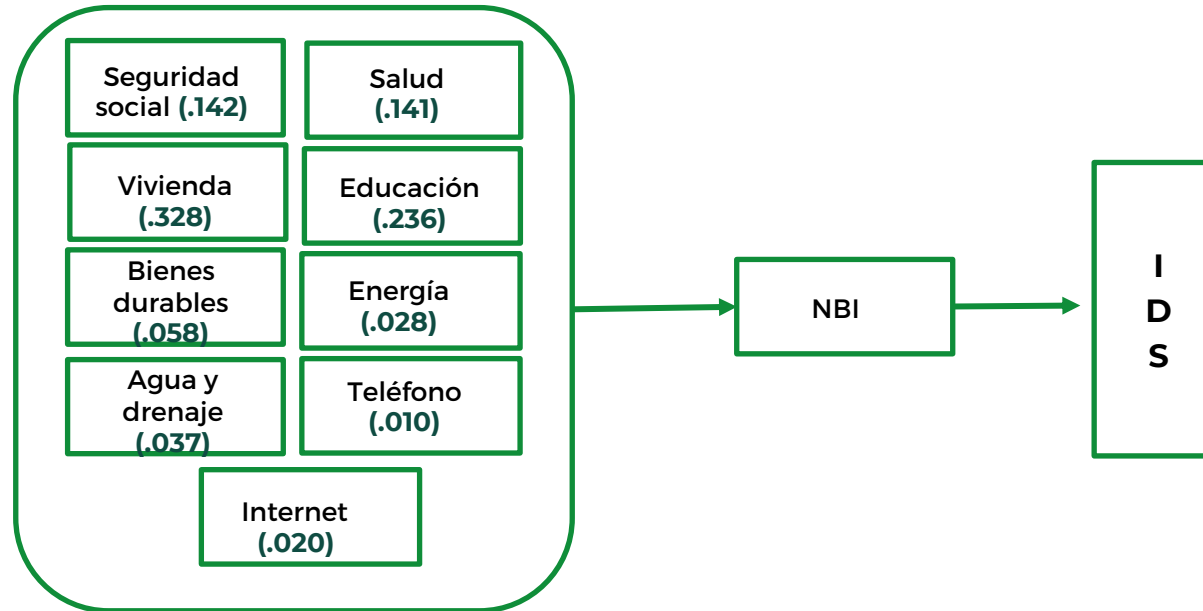 Seguridad
social (.142)
Salud
(.141)
Vivienda
(.328)
Educación
(.236)
Bienes
durables
(.058)
Energía
(.028)
Agua y
drenaje
(.037)
Teléfono
(.010)
Internet
(.020)
NBI
I
D
S